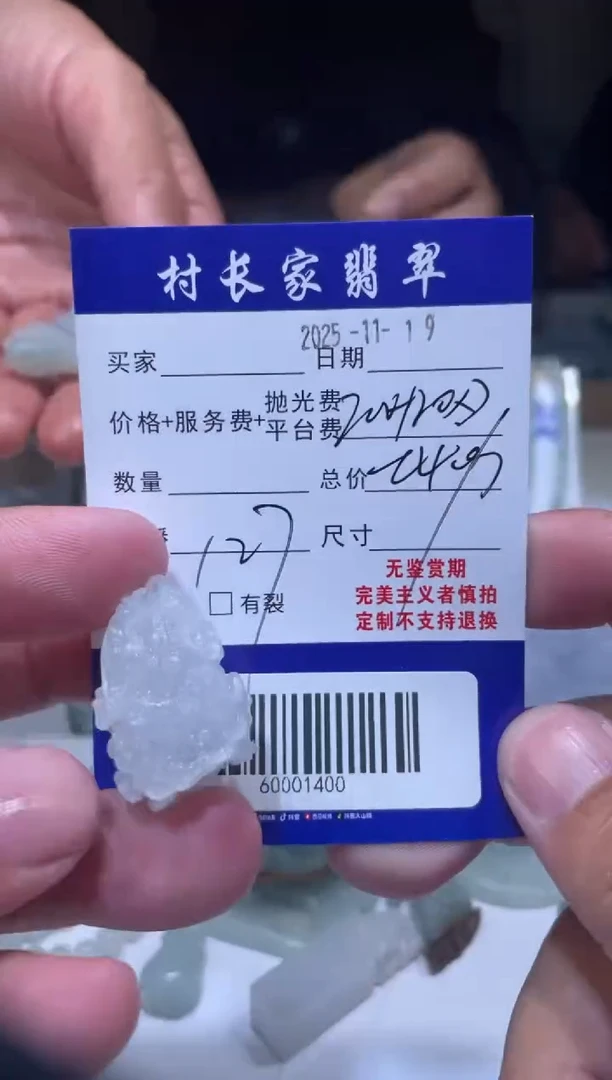 村长家翡翠
2025-11-19
买家 日期
价格+服务费+抛光费
平台费
数量 总价
127 尺寸
有裂
无鉴赏期
完美主义者慎拍
定制不支持退换
60001400